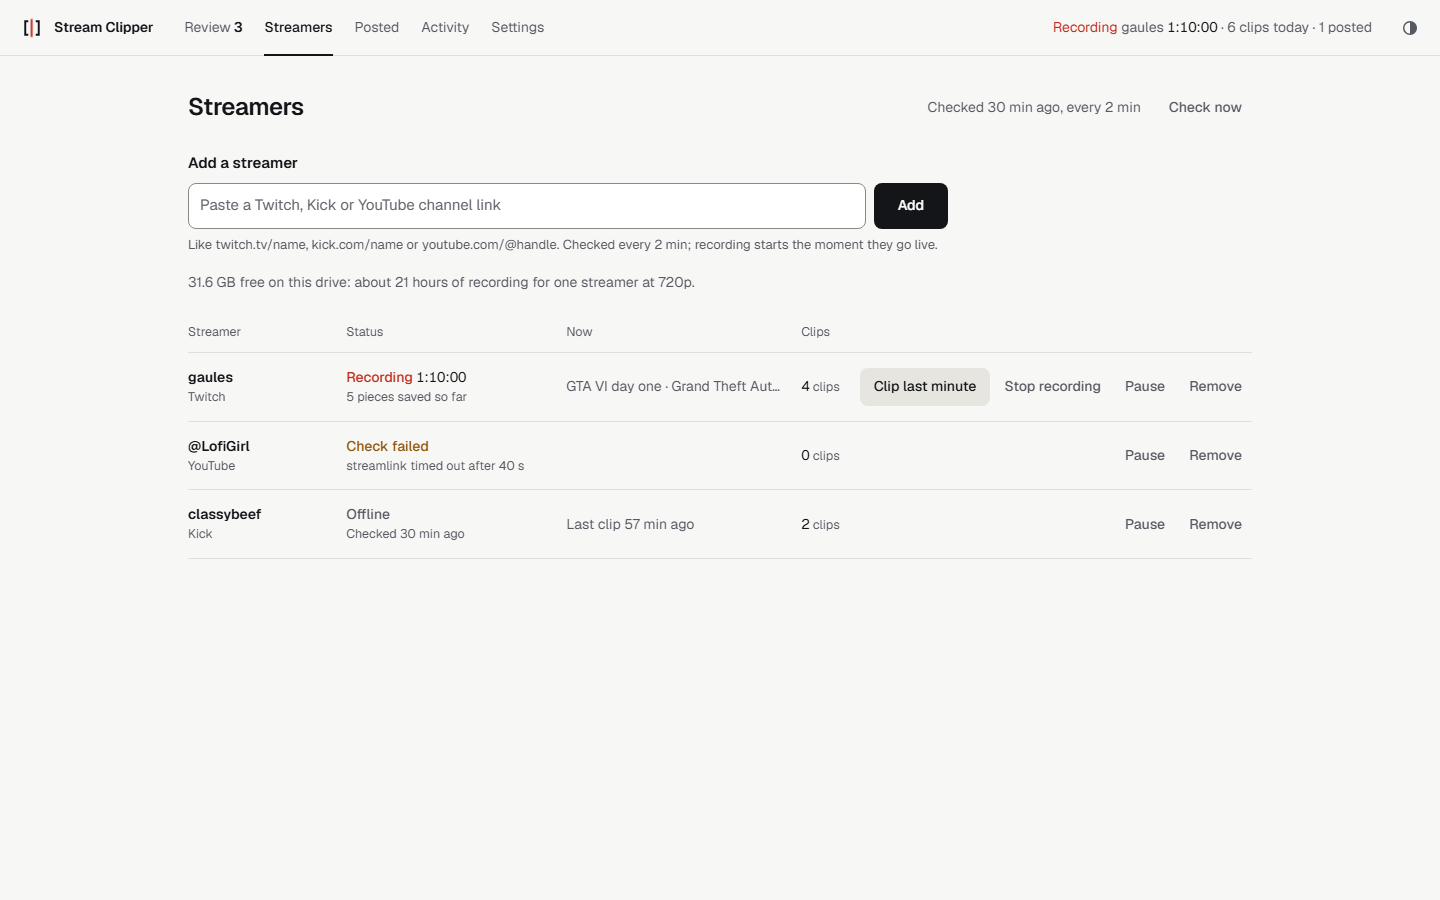 Stream Clipper Review 3 Streamers Posted Activity Settings Recording gaules 1:10:00 · 6 clips today · 1 posted
Streamers Checked 30 min ago, every 2 min Check now
Add a streamer
Paste a Twitch, Kick or YouTube channel link Add
Like twitch.tv/name, kick.com/name or youtube.com/@handle. Checked every 2 min; recording starts the moment they go live.
31.6 GB free on this drive: about 21 hours of recording for one streamer at 720p.
Streamer Status Now Clips
gaules Recording 1:10:00
Twitch 5 pieces saved so far
GTA VI day one · Grand Theft Aut... 4 clips Clip last minute Stop recording Pause Remove
@LofiGirl Check failed
YouTube streamlink timed out after 40 s
0 clips Pause Remove
classybeef Offline
Kick Checked 30 min ago
Last clip 57 min ago 2 clips Pause Remove